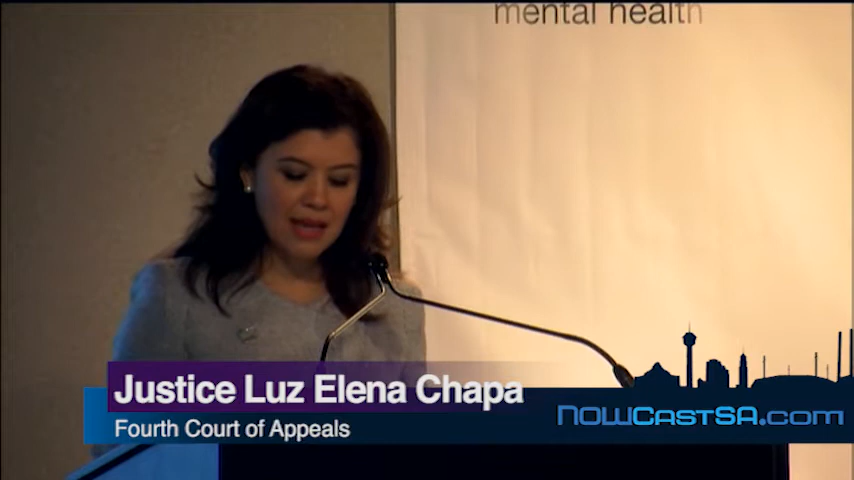 mental health
Justice Luz Elena Chapa
Fourth Court of Appeals
NOWCASTSA.com